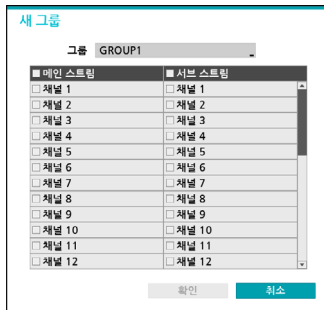 새 그룹
그룹 GROUP1
메인 스트림 서브 스트림
채널 1 채널 1
채널 2 채널 2
채널 3 채널 3
채널 4 채널 4
채널 5 채널 5
채널 6 채널 6
채널 7 채널 7
채널 8 채널 8
채널 9 채널 9
채널 10 채널 10
채널 11 채널 11
채널 12 채널 12
확인 취소